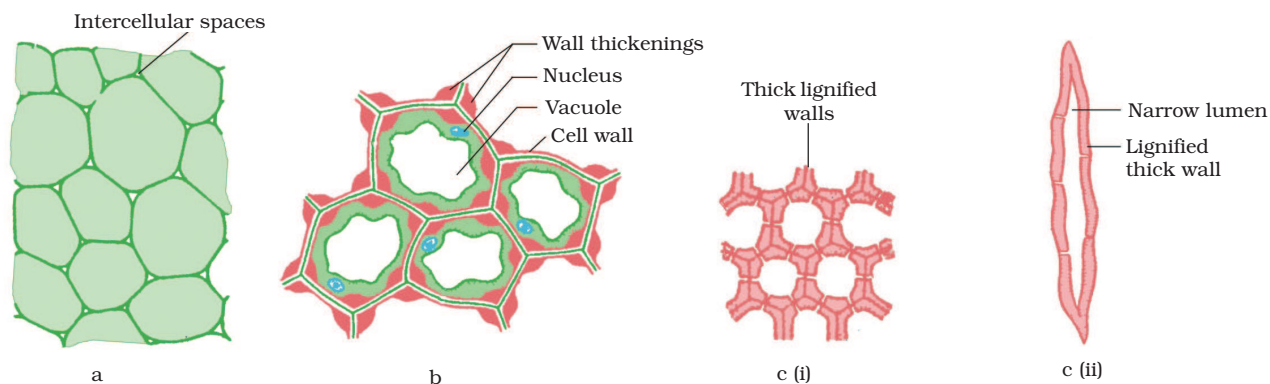 Intercellular spaces
Wall thickenings
Nucleus
Vacuole
Cell wall
Thick lignified
walls
Narrow lumen
Lignified
thick wall
a
b
c (i)
c (ii)